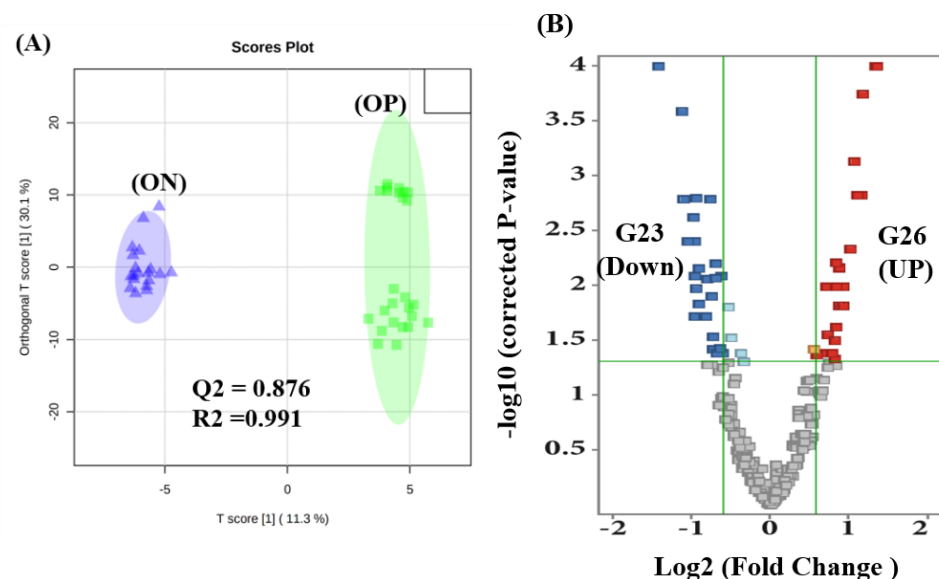 (A)
Scores Plot
(OP)
(ON)
20
10
0
-10
-20
Orthogonal T score [1] ( 30.1 %)
Q2 = 0.876
R2 =0.991
-5
0
5
T score [1] ( 11.3 %)
(B)
4
3.5
3
2.5
2
1.5
1
0.5
-log10 (corrected P-value)
G23
(Down)
G26
(UP)
-2
-1
0
1
2
Log2 (Fold Change )